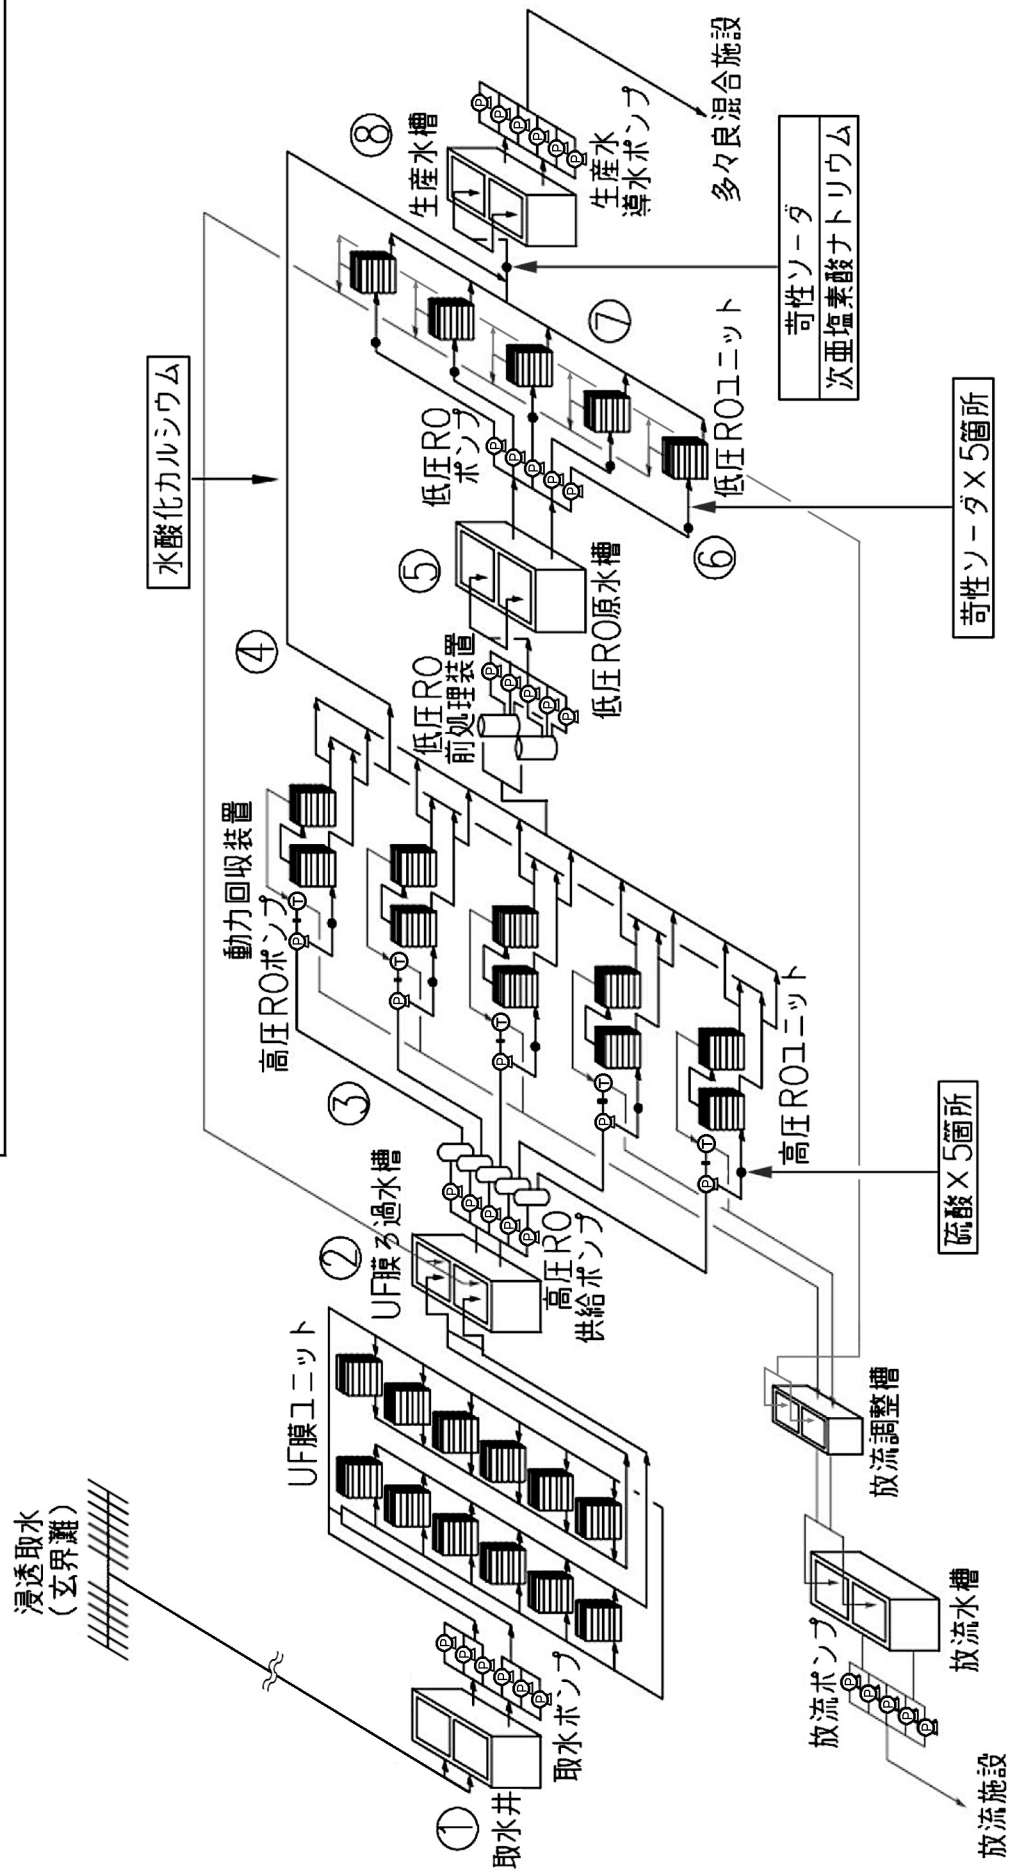 浸透取水
(玄界灘)
①
取水井
取水ポンプ
UF膜ユニット
②
UF膜ろ過水槽
高圧RO
供給ポンプ
③
高圧ROポンプ
動力回収装置
高圧ROユニット
硫酸×5箇所
④
水酸化カルシウム
低圧RO
前処理装置
⑤
低圧RO原水槽
低圧RO
ポンプ
⑥
苛性ソーダ×5箇所
⑦
低圧ROユニット
苛性ソーダ
次亜塩素酸ナトリウム
⑧
生産水槽
生産水
導水ポンプ
多々良混合施設
放流調整槽
放流水槽
放流ポンプ
放流施設